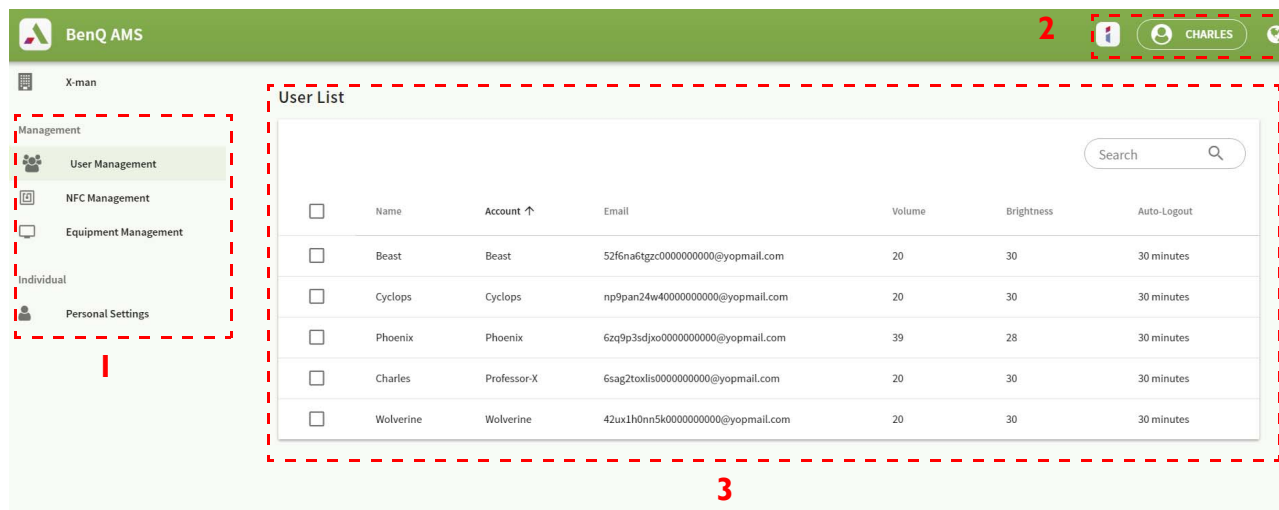 BenQ AMS
2
CHARLES
X-man
Management
User Management
NFC Management
Equipment Management
Individual
Personal Settings
1
User List
Search
Name Account ↑ Email Volume Brightness Auto-Logout
Beast Beast 52f6na6tgzc0000000000@yopmail.com 20 30 30 minutes
Cyclops Cyclops np9pan24w40000000000@yopmail.com 20 30 30 minutes
Phoenix Phoenix 6zq9p3sdjxo0000000000@yopmail.com 39 28 30 minutes
Charles Professor-X 6sag2toxlis0000000000@yopmail.com 20 30 30 minutes
Wolverine Wolverine 42ux1h0nn5k0000000000@yopmail.com 20 30 30 minutes
3